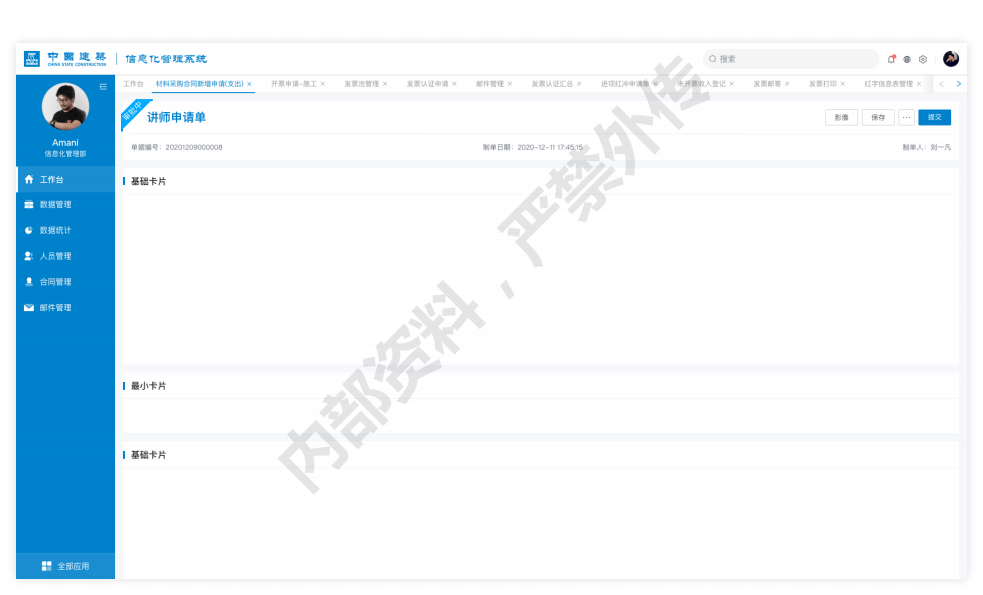 中國建築
CHINA STATE CONSTRUCTION
信息化管理系统
搜索
Amani
信息化管理部
工作台
数据管理
数据统计
人员管理
合同管理
邮件管理
全部应用
工作台 材料采购合同新增申请(支出) × 开票申请-施工 × 发票池管理 × 发票认证申请 × 邮件管理 × 发票认证汇总 × 进项红冲申请单 × 未开票收入登记 × 发票邮寄 × 发票打印 × 红字信息表管理 ×
审批中
讲师申请单
影像 保存 ··· 提交
单据编号: 20201209000008 制单日期: 2020-12-11 17:45:15 制单人: 刘一凡
基础卡片
最小卡片
基础卡片
内部资料，严禁外传